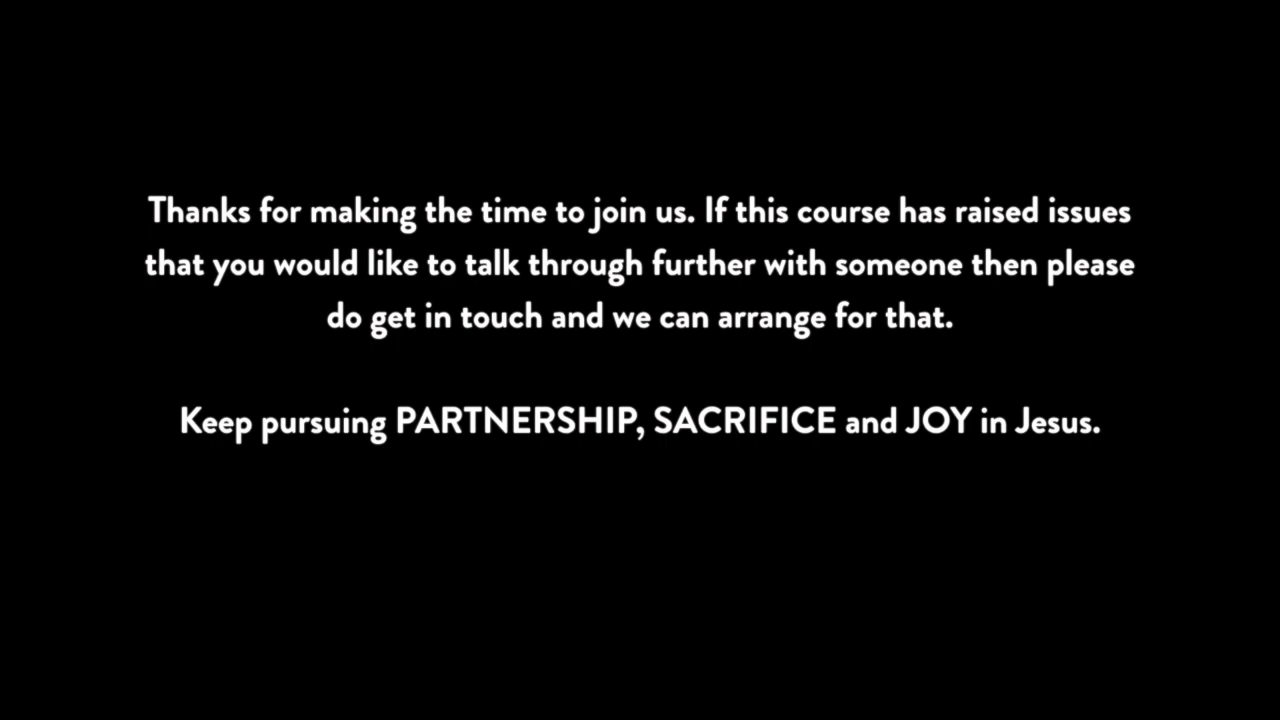 Thanks for making the time to join us. If this course has raised issues
that you would like to talk through further with someone then please
do get in touch and we can arrange for that.
Keep pursuing PARTNERSHIP, SACRIFICE and JOY in Jesus.